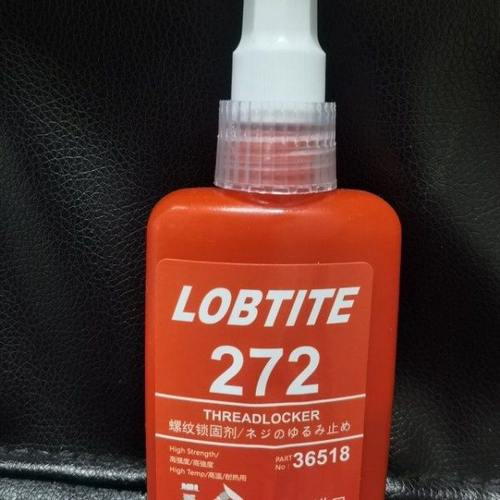 LOBTITE
272
THREADLOCKER
螺纹锁固剂/ネジのゆるみ止め
High Strength/
高强度/高強度
High Temp/高温/耐热用
PART
No: 36518